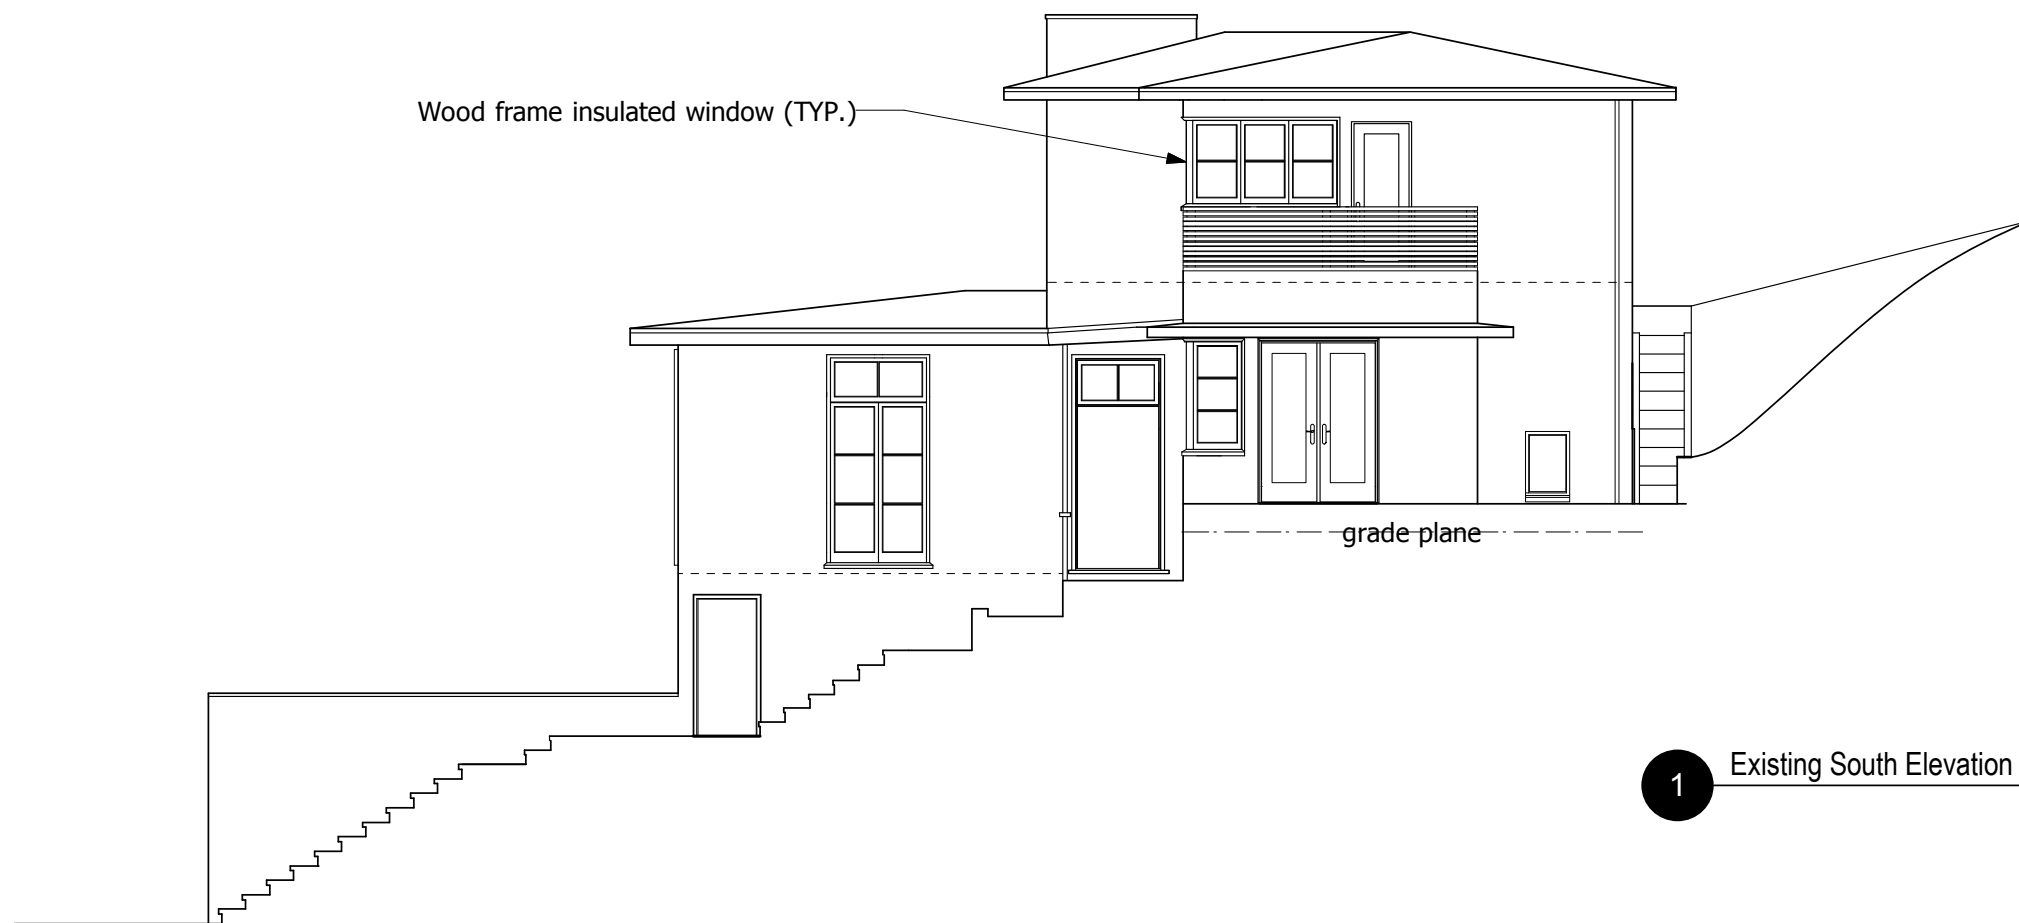 Wood frame insulated window (TYP.)
grade plane
1
Existing South Elevation